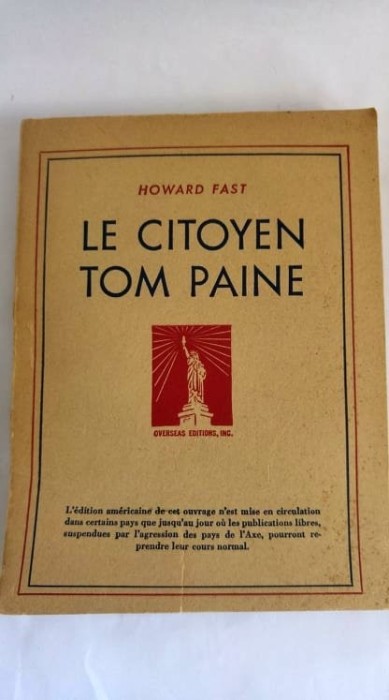 HOWARD FAST
LE CITOYEN
TOM PAINE
OVERSEAS EDITIONS, INC.
L'édition américaine de cet ouvrage n'est mise en circulation
dans certains pays que jusqu'au jour où les publications libres,
suspendues par l'agression des pays de l'Axe, pourront re-
prendre leur cours normal.